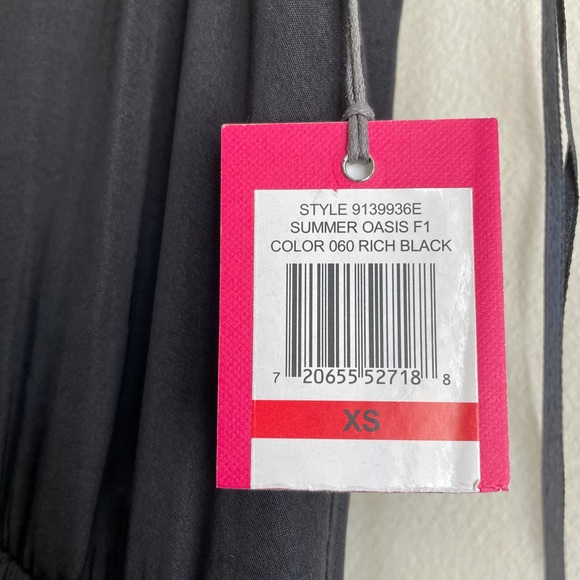 STYLE 9139936E
SUMMER OASIS F1
COLOR 060 RICH BLACK
7 20655 52718 8
XS